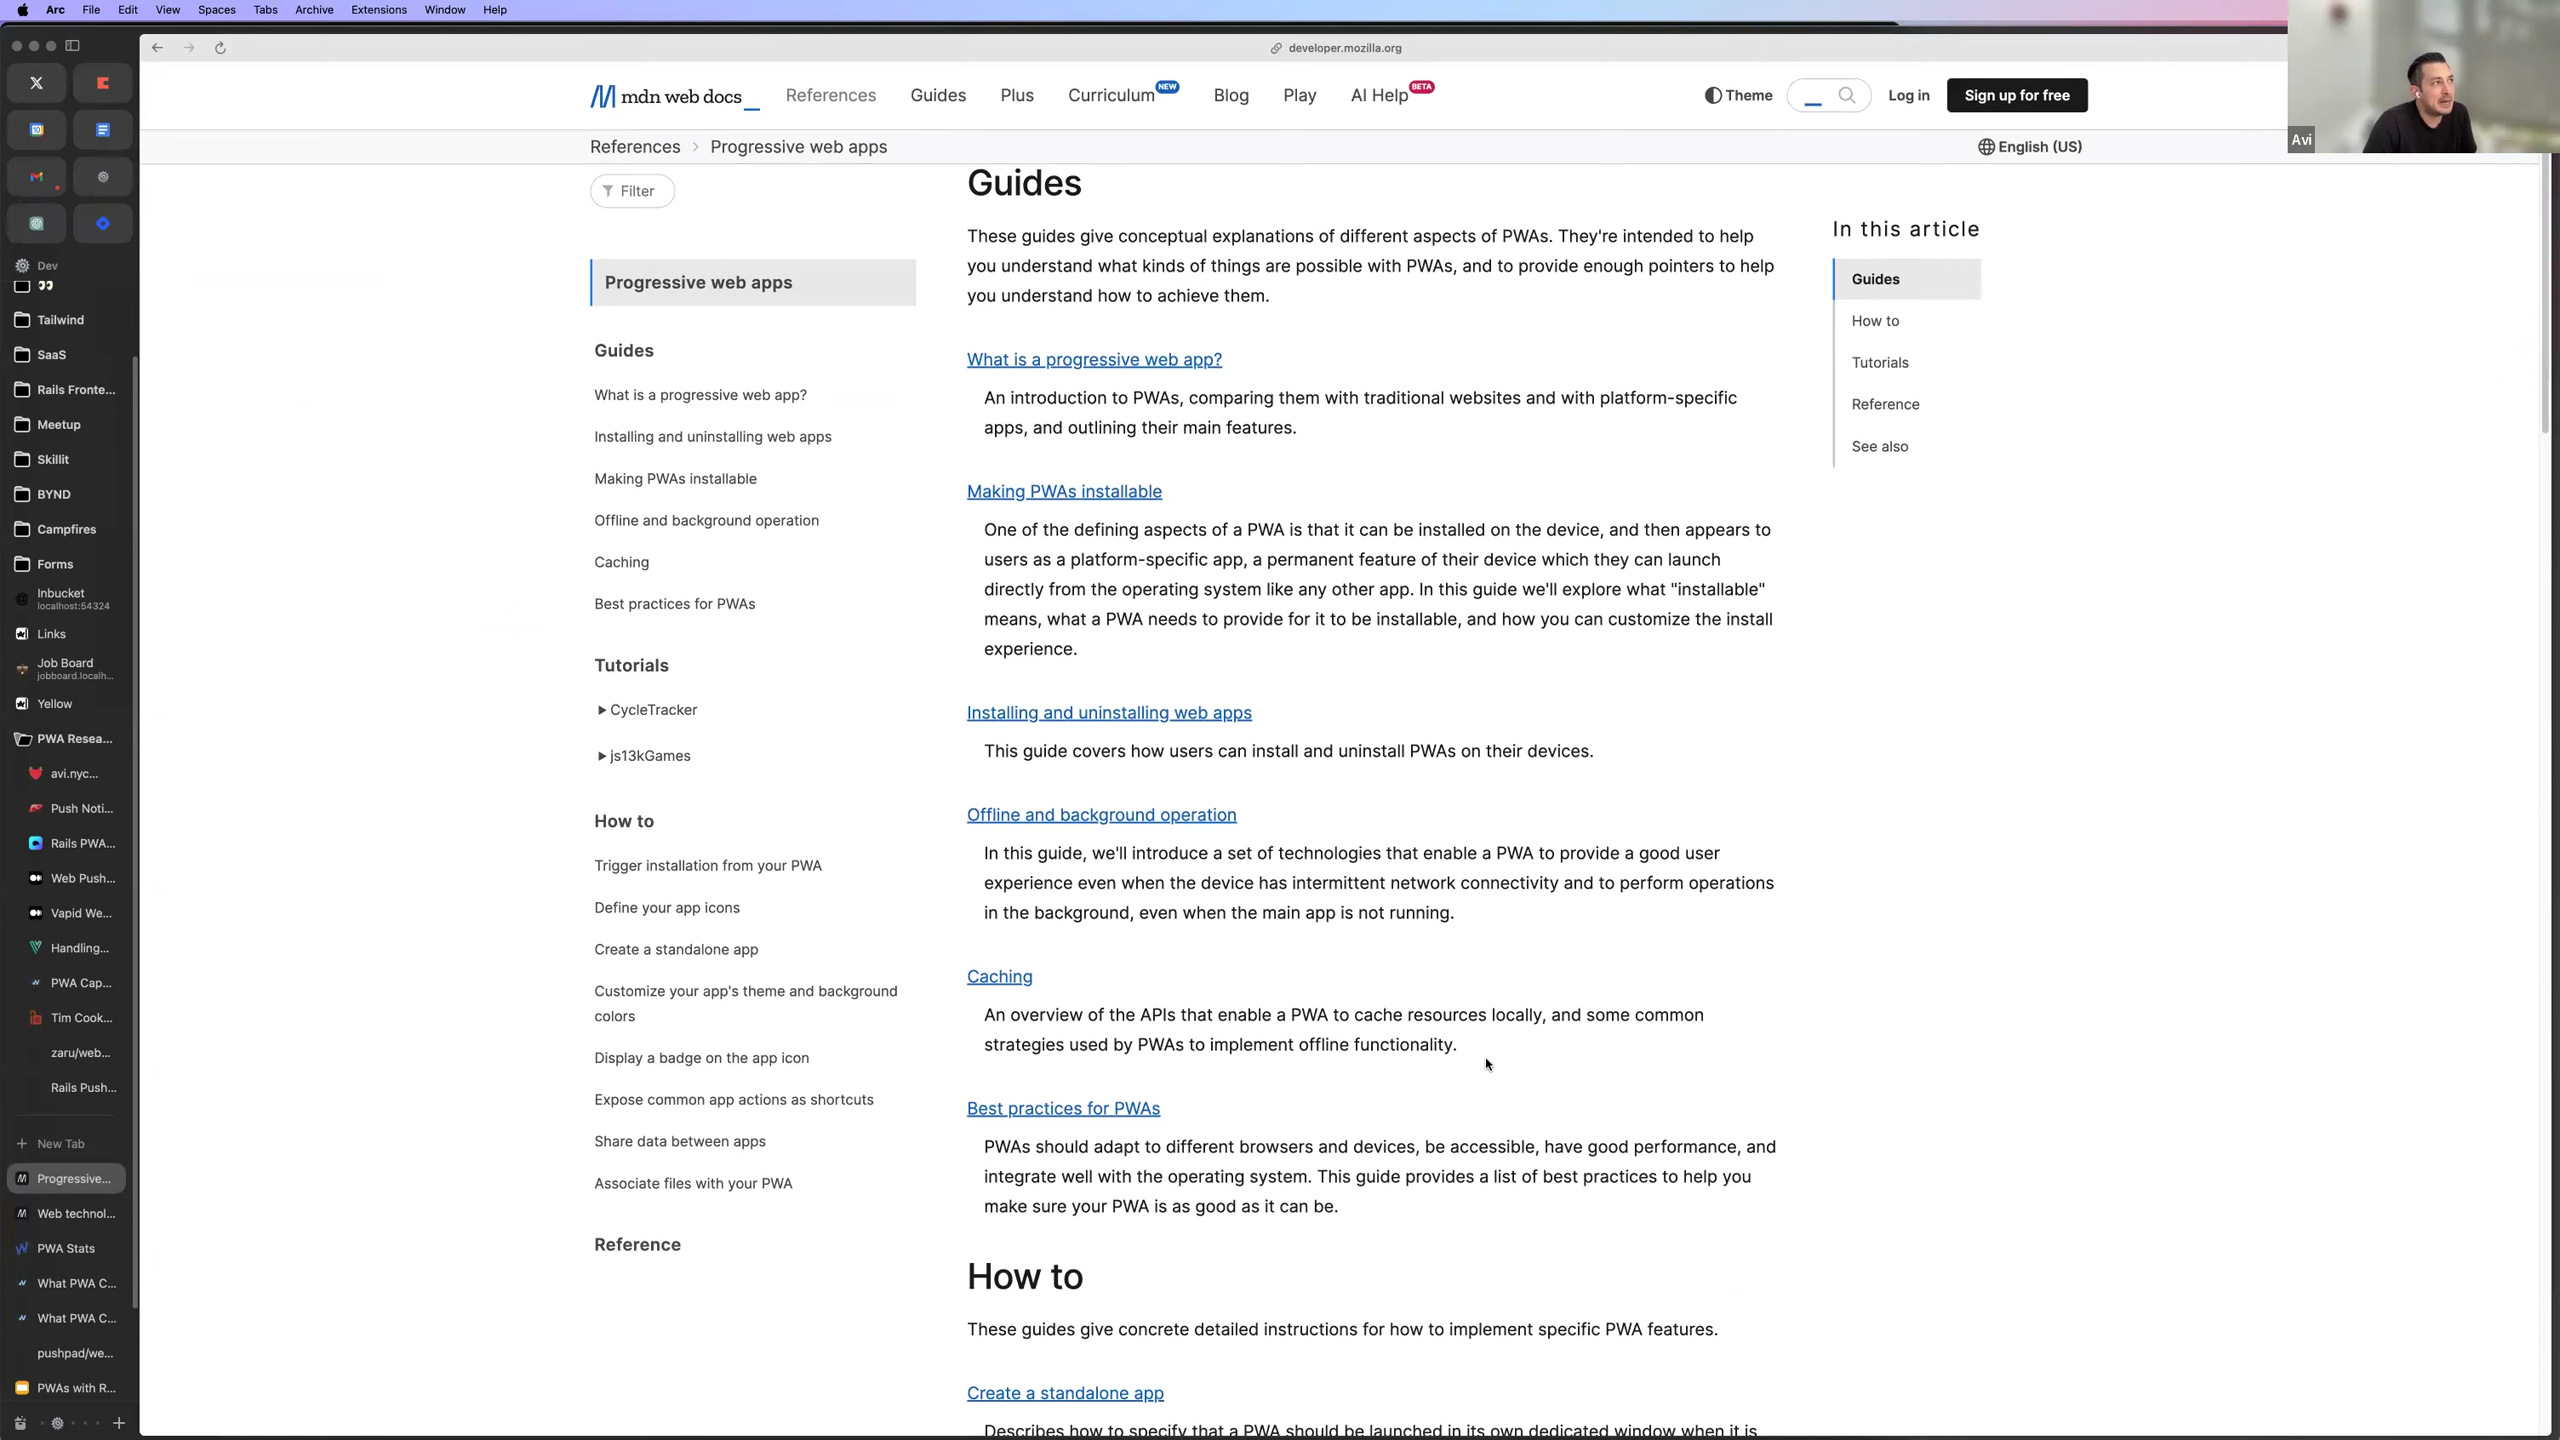 Arc File Edit View Spaces Tabs Archive Extensions Window Help
developer.mozilla.org
Avi
mdn web docs_
References Guides Plus Curriculum NEW Blog Play AI Help BETA
Theme Log in Sign up for free
References > Progressive web apps
English (US)
Dev
Tailwind
SaaS
Rails Fronte...
Meetup
Skillit
BYND
Campfires
Forms
Inbucket
localhost:54324
Links
Job Board
jobboard.localh...
Yellow
PWA Resea...
avi.nyc...
Push Noti...
Rails PWA...
Web Push...
Vapid We...
Handling...
PWA Cap...
Tim Cook...
zaru/web...
Rails Push...
New Tab
Progressive...
Web technol...
PWA Stats
What PWA C...
What PWA C...
pushpad/we...
PWAs with R...
Filter
Progressive web apps
Guides
What is a progressive web app?
Installing and uninstalling web apps
Making PWAs installable
Offline and background operation
Caching
Best practices for PWAs
Tutorials
CycleTracker
js13kGames
How to
Trigger installation from your PWA
Define your app icons
Create a standalone app
Customize your app's theme and background
colors
Display a badge on the app icon
Expose common app actions as shortcuts
Share data between apps
Associate files with your PWA
Reference
Guides
These guides give conceptual explanations of different aspects of PWAs. They're intended to help
you understand what kinds of things are possible with PWAs, and to provide enough pointers to help
you understand how to achieve them.
What is a progressive web app?
An introduction to PWAs, comparing them with traditional websites and with platform-specific
apps, and outlining their main features.
Making PWAs installable
One of the defining aspects of a PWA is that it can be installed on the device, and then appears to
users as a platform-specific app, a permanent feature of their device which they can launch
directly from the operating system like any other app. In this guide we'll explore what "installable"
means, what a PWA needs to provide for it to be installable, and how you can customize the install
experience.
Installing and uninstalling web apps
This guide covers how users can install and uninstall PWAs on their devices.
Offline and background operation
In this guide, we'll introduce a set of technologies that enable a PWA to provide a good user
experience even when the device has intermittent network connectivity and to perform operations
in the background, even when the main app is not running.
Caching
An overview of the APIs that enable a PWA to cache resources locally, and some common
strategies used by PWAs to implement offline functionality.
Best practices for PWAs
PWAs should adapt to different browsers and devices, be accessible, have good performance, and
integrate well with the operating system. This guide provides a list of best practices to help you
make sure your PWA is as good as it can be.
How to
These guides give concrete detailed instructions for how to implement specific PWA features.
Create a standalone app
Describes how to specify that a PWA should be launched in its own dedicated window when it is
In this article
Guides
How to
Tutorials
Reference
See also